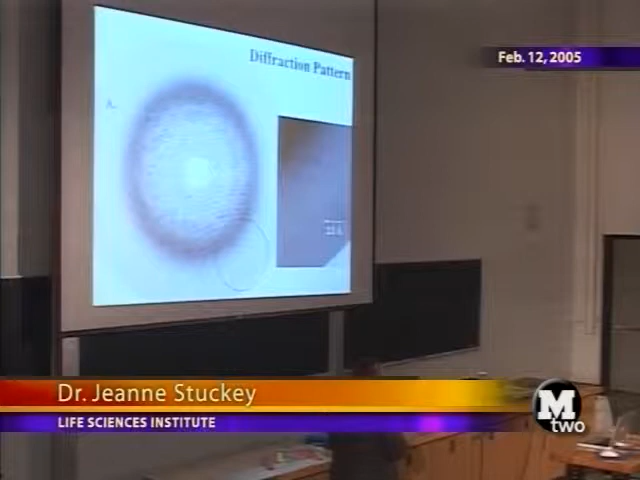 Diffraction Pattern
Feb. 12, 2005
A.
Dr. Jeanne Stuckey
LIFE SCIENCES INSTITUTE
M
two